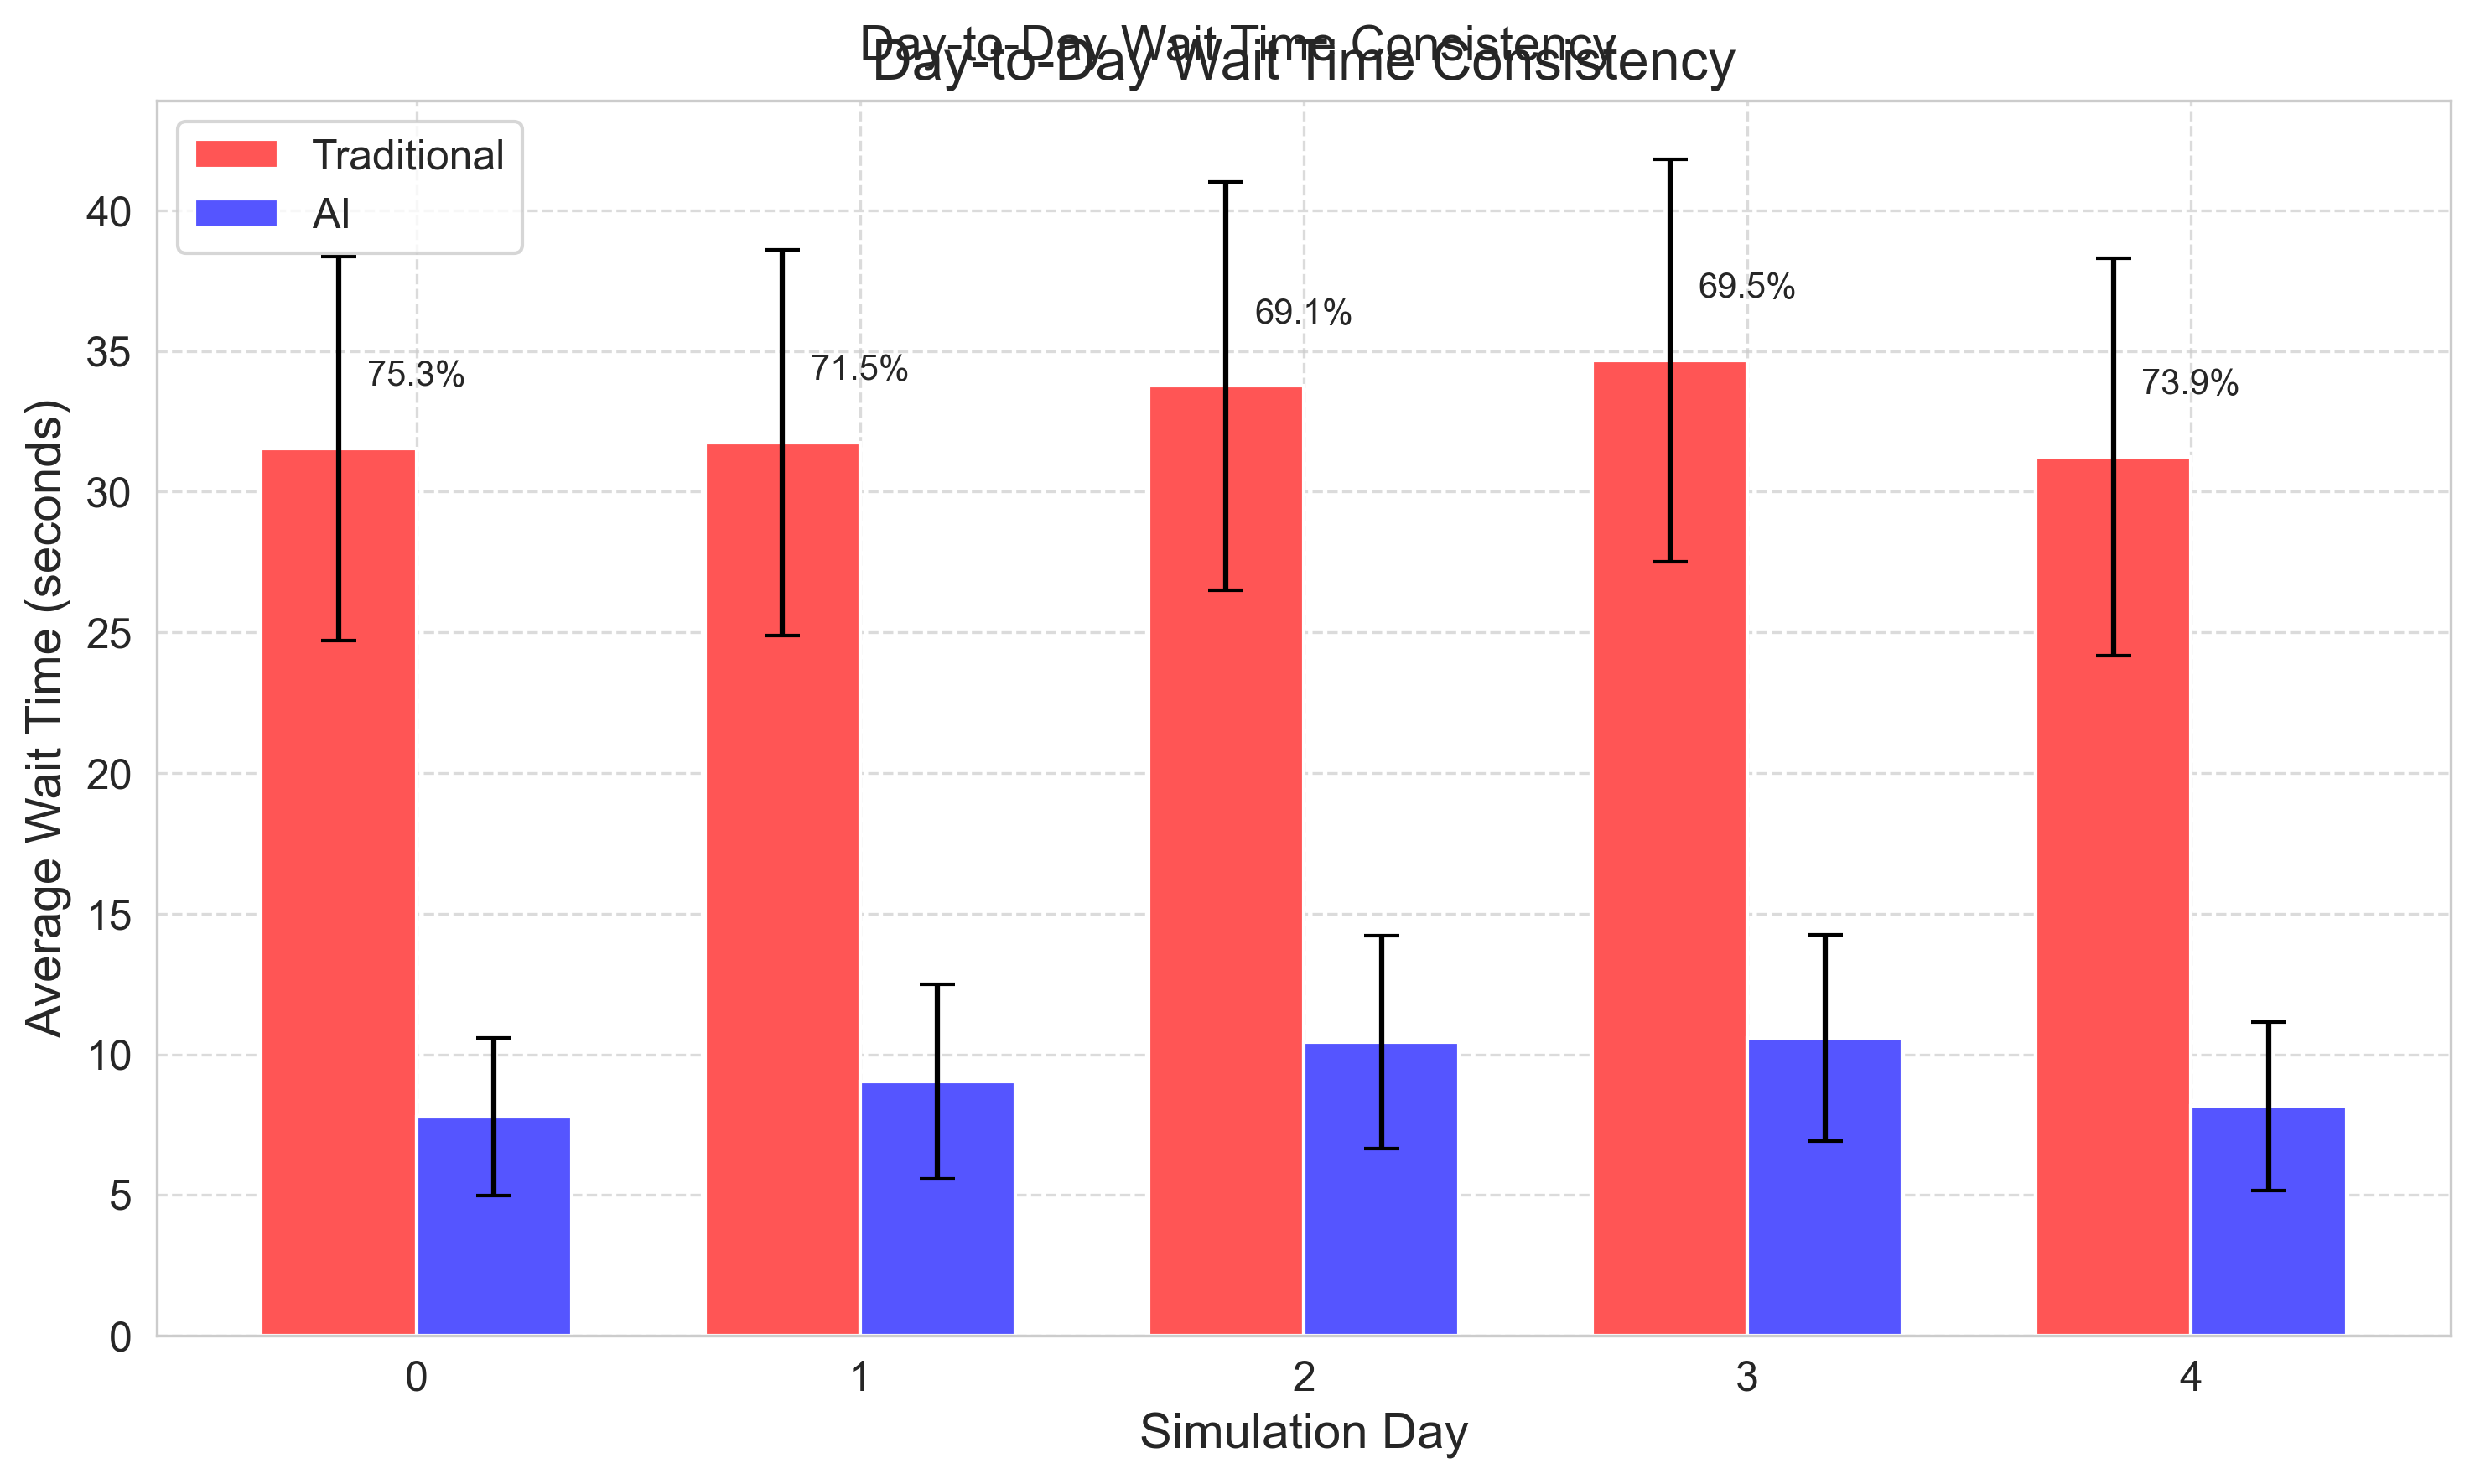 Day-to-Day Wait Time Consistency
Day-to-Day Wait Time Consistency
Traditional
AI
Average Wait Time (seconds)
40
35
30
25
20
15
10
5
0
75.3%
71.5%
69.1%
69.5%
73.9%
0 1 2 3 4
Simulation Day